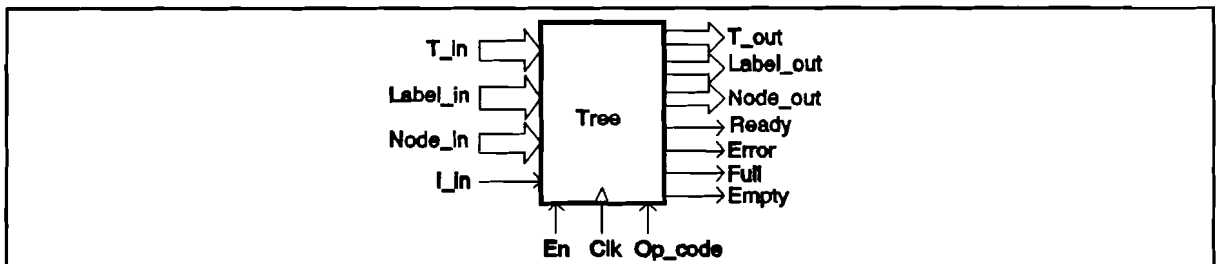 T_in
Label_in
Node_in
I_in
Tree
T_out
Label_out
Node_out
Ready
Error
Full
Empty
En Clk Op_code